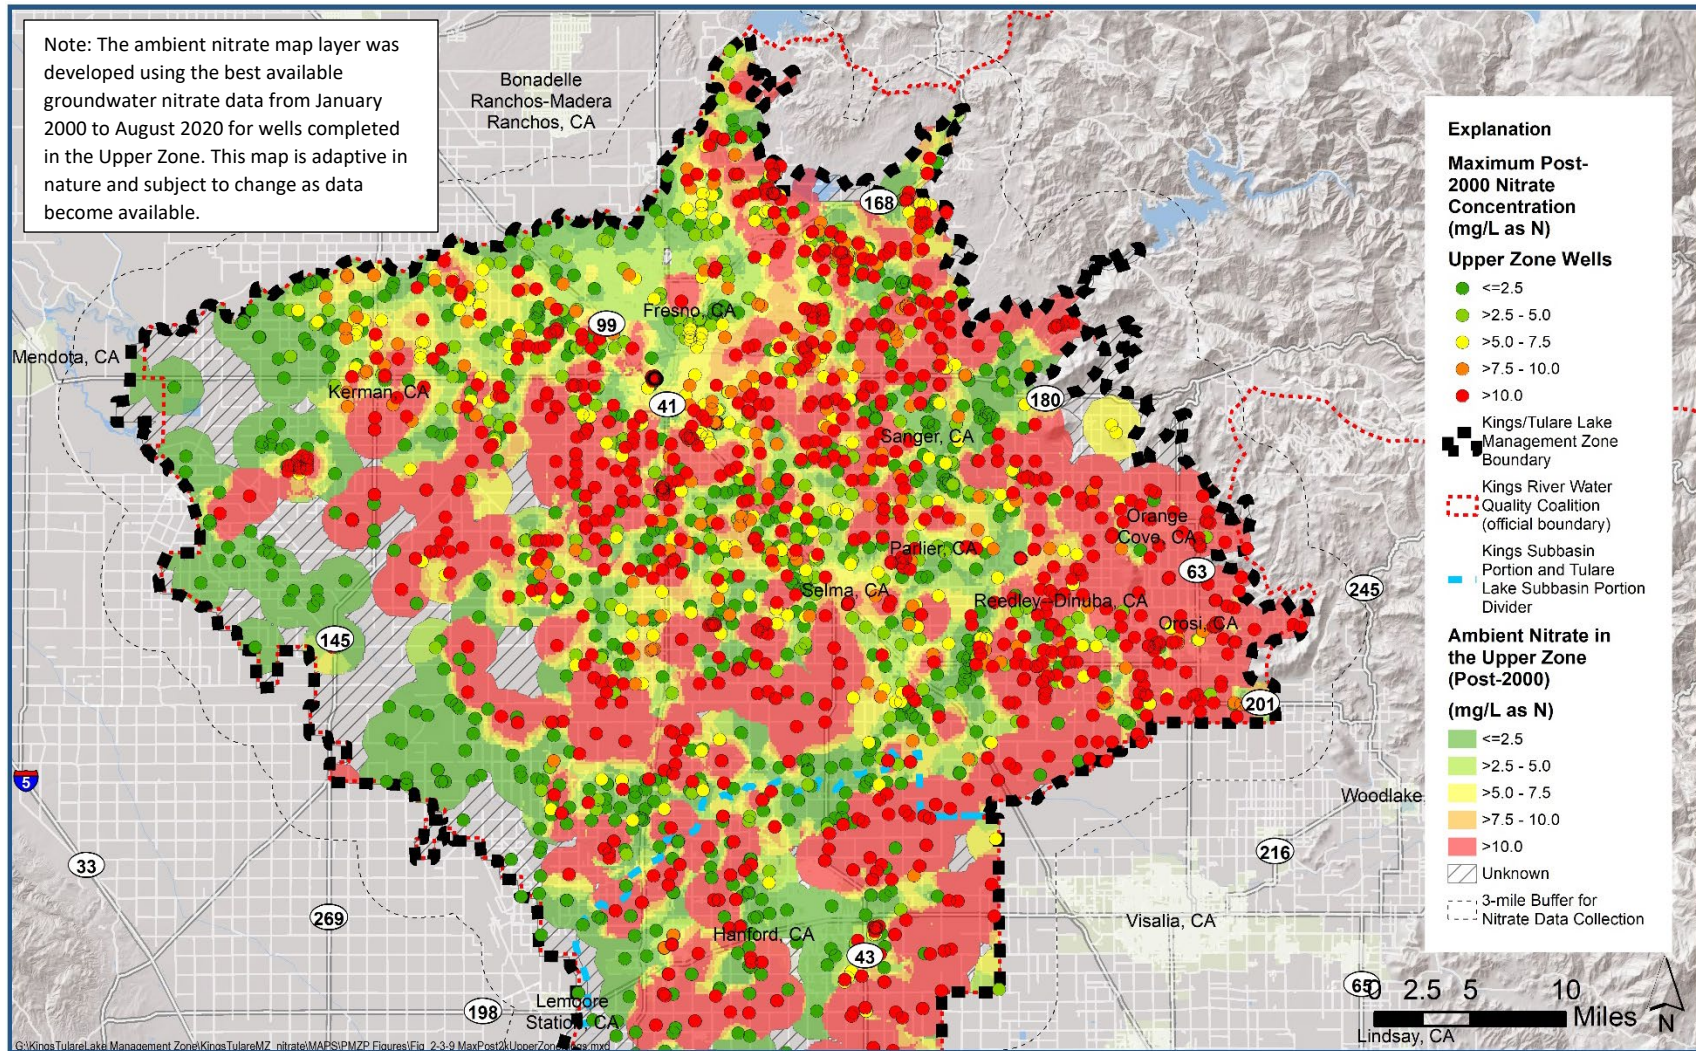 Note: The ambient nitrate map layer was
developed using the best available
groundwater nitrate data from January
2000 to August 2020 for wells completed
in the Upper Zone. This map is adaptive in
nature and subject to change as data
become available.
Bonadelle
Ranchos-Madera
Ranchos, CA
168
Mendota, CA
99
Fresno, CA
Kerman, CA
41
180
Sanger, CA
Orange
Cove, CA
Parlier, CA
63
Selma, CA
Reedley--Dinuba, CA
245
Orosi, CA
145
201
5
Woodlake
33
216
269
Visalia, CA
Hanford, CA
43
198
Lemoore
Station, CA
65
Lindsay, CA
Explanation
Maximum Post-
2000 Nitrate
Concentration
(mg/L as N)
Upper Zone Wells
<=2.5
>2.5 - 5.0
>5.0 - 7.5
>7.5 - 10.0
>10.0
Kings/Tulare Lake
Management Zone
Boundary
Kings River Water
Quality Coalition
(official boundary)
Kings Subbasin
Portion and Tulare
Lake Subbasin Portion
Divider
Ambient Nitrate in
the Upper Zone
(Post-2000)
(mg/L as N)
<=2.5
>2.5 - 5.0
>5.0 - 7.5
>7.5 - 10.0
>10.0
Unknown
3-mile Buffer for
Nitrate Data Collection
0 2.5 5 10
Miles
N